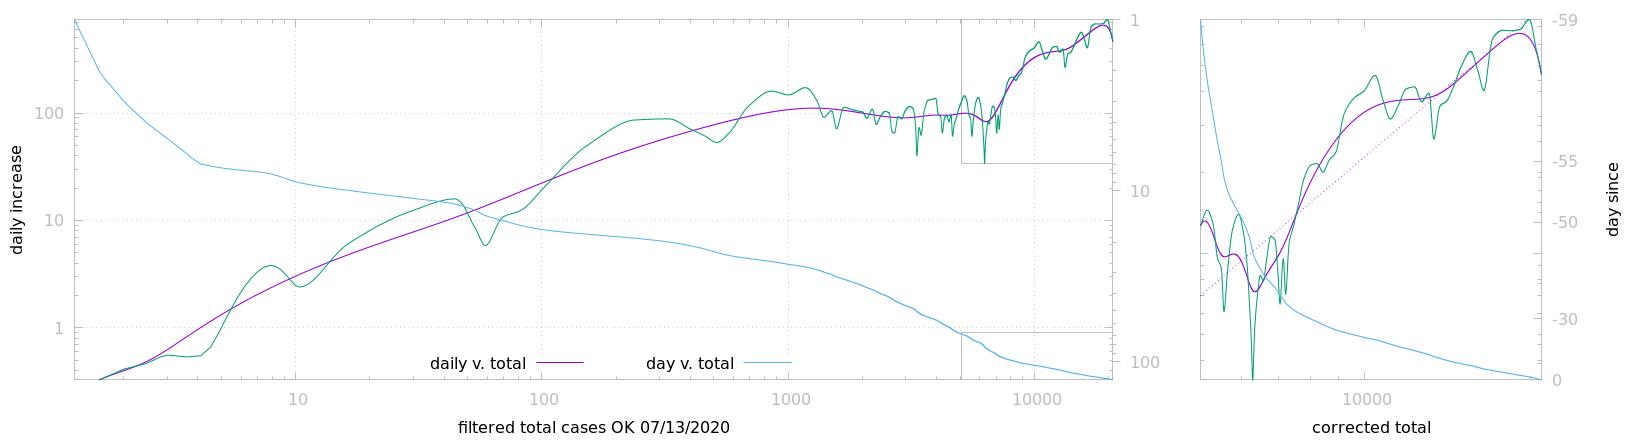 daily increase
100
10
1
10
100
1000
10000
1
10
100
daily v. total
day v. total
filtered total cases OK 07/13/2020
-59
-55
-50
-30
0
day since
10000
corrected total